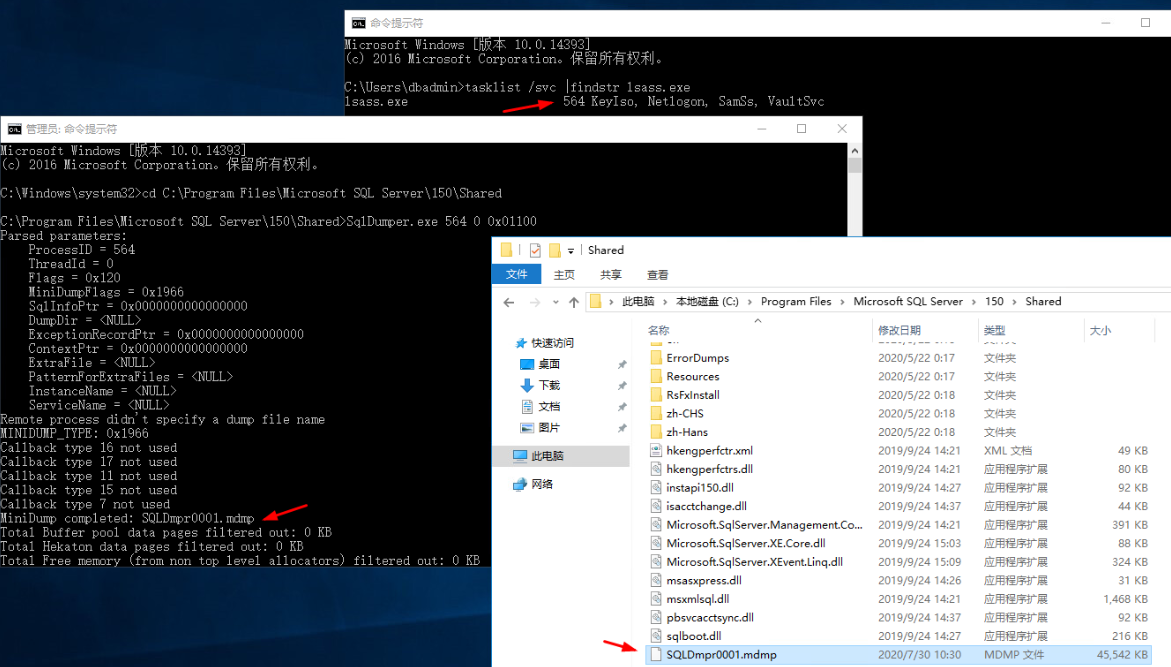 命令提示符
Microsoft Windows [版本 10.0.14393]
(c) 2016 Microsoft Corporation。保留所有权利。
C:\Users\dbadmin>tasklist /svc |findstr lsass.exe
lsass.exe 564 KeyIso, Netlogon, SamSs, VaultSvc
管理员: 命令提示符
Microsoft Windows [版本 10.0.14393]
(c) 2016 Microsoft Corporation。保留所有权利。
C:\Windows\system32>cd C:\Program Files\Microsoft SQL Server\150\Shared
C:\Program Files\Microsoft SQL Server\150\Shared>SqlDumper.exe 564 0 0x01100
Parsed parameters:
ProcessID = 564
ThreadId = 0
Flags = 0x120
MiniDumpFlags = 0x1966
SqlInfoPtr = 0x0000000000000000
DumpDir = <NULL>
ExceptionRecordPtr = 0x0000000000000000
ContextPtr = 0x0000000000000000
ExtraFile = <NULL>
PatternForExtraFiles = <NULL>
InstanceName = <NULL>
ServiceName = <NULL>
Remote process didn't specify a dump file name
MINIDUMP_TYPE: 0x1966
Callback type 16 not used
Callback type 17 not used
Callback type 11 not used
Callback type 15 not used
Callback type 7 not used
MiniDump completed: SQLDmpr0001.mdmp
Total Buffer pool data pages filtered out: 0 KB
Total Hekaton data pages filtered out: 0 KB
Total Free memory (from non top level allocators) filtered out: 0 KB
Shared
文件 主页 共享 查看
此电脑 > 本地磁盘 (C:) > Program Files > Microsoft SQL Server > 150 > Shared
快速访问
桌面
下载
文档
图片
此电脑
网络
名称 修改日期 类型 大小
ErrorDumps 2020/5/22 0:17 文件夹
Resources 2020/5/22 0:17 文件夹
RsFxInstall 2020/5/22 0:18 文件夹
zh-CHS 2020/5/22 0:18 文件夹
zh-Hans 2020/5/22 0:18 文件夹
hkengperfctr.xml 2019/9/24 14:21 XML 文档 49 KB
hkengperfctrs.dll 2019/9/24 14:21 应用程序扩展 80 KB
instapi150.dll 2019/9/24 14:27 应用程序扩展 92 KB
isacctchange.dll 2019/9/24 14:37 应用程序扩展 44 KB
Microsoft.SqlServer.Management.Co... 2019/9/24 14:21 应用程序扩展 391 KB
Microsoft.SqlServer.XE.Core.dll 2019/9/24 15:03 应用程序扩展 88 KB
Microsoft.SqlServer.XEvent.Linq.dll 2019/9/24 15:09 应用程序扩展 324 KB
msasxpress.dll 2019/9/24 14:26 应用程序扩展 31 KB
msxmlsql.dll 2019/9/24 14:21 应用程序扩展 1,468 KB
pbsvcacctsync.dll 2019/9/24 14:37 应用程序扩展 92 KB
sqlboot.dll 2019/9/24 14:27 应用程序扩展 216 KB
SQLDmpr0001.mdmp 2020/7/30 10:30 MDMP 文件 45,542 KB